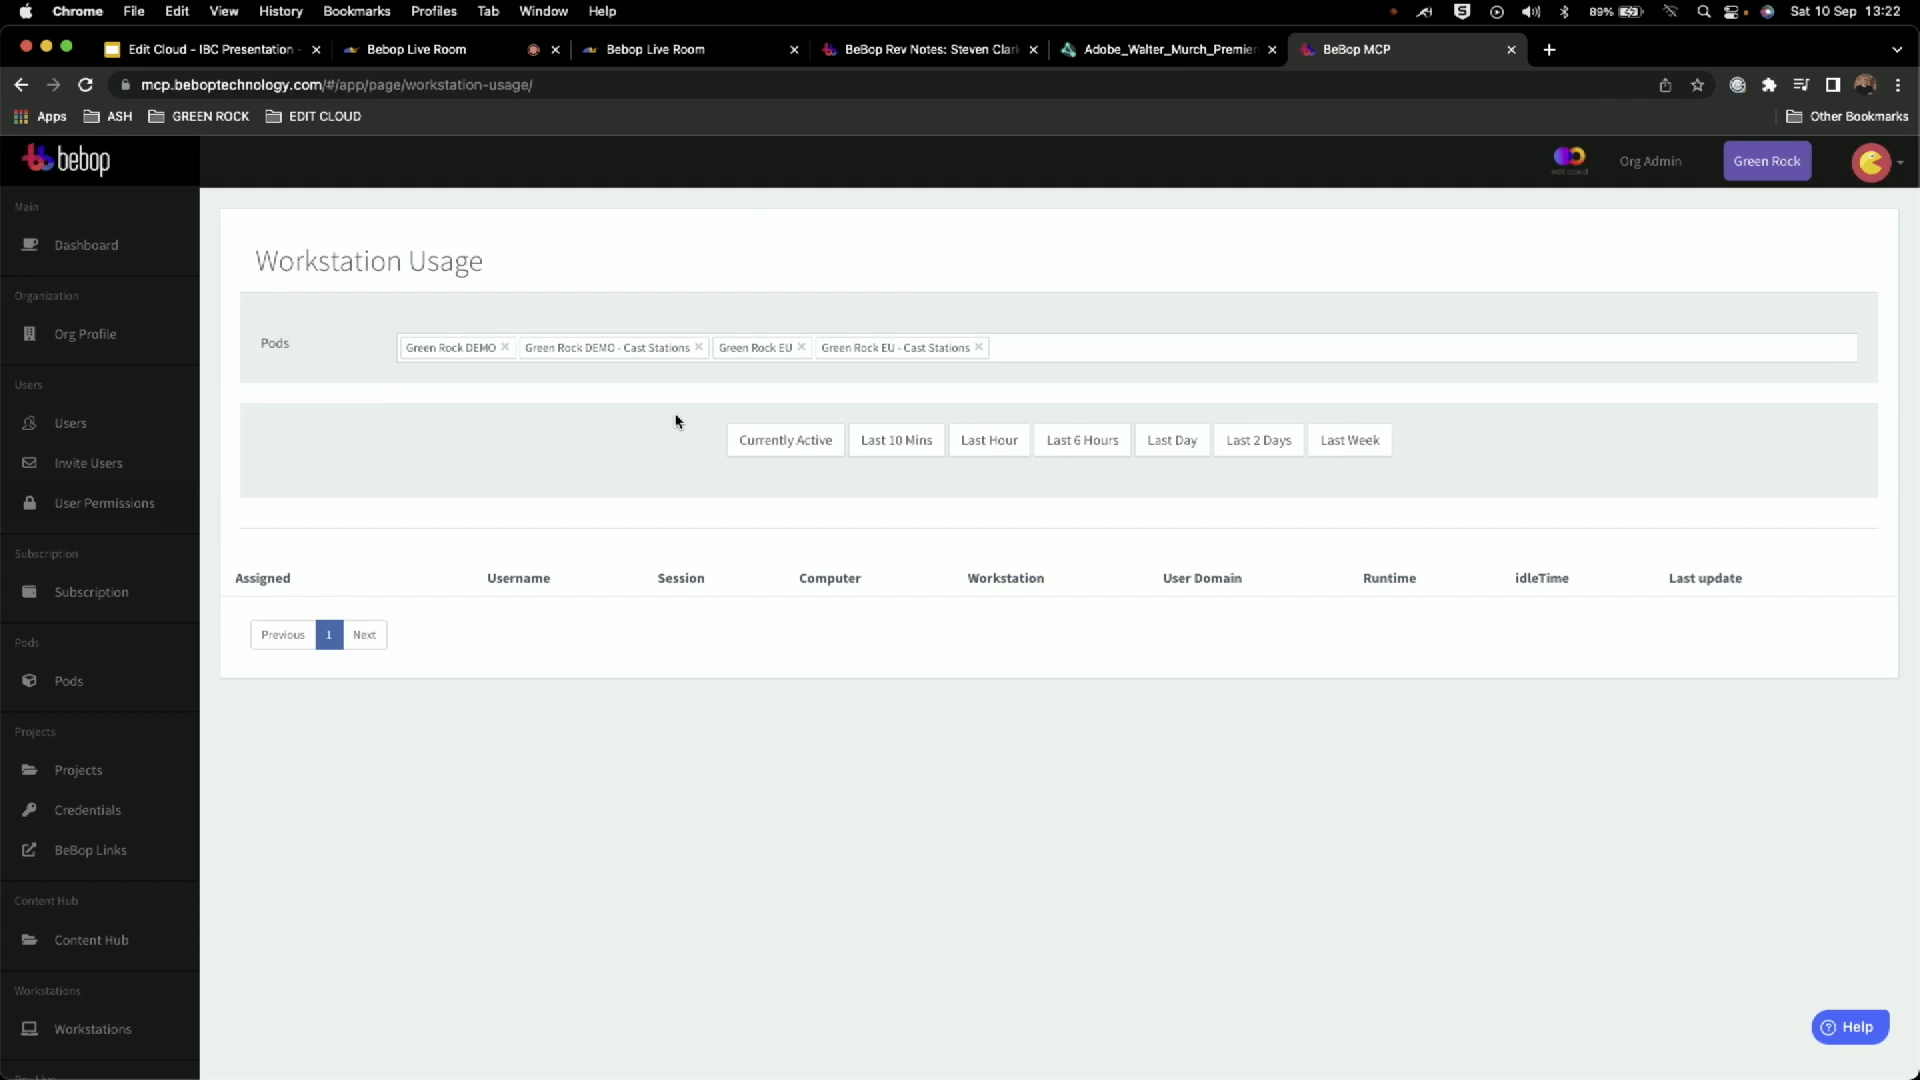 Chrome File Edit View History Bookmarks Profiles Tab Window Help 89% Sat 10 Sep 13:22
Edit Cloud - IBC Presentation - Bebop Live Room Bebop Live Room BeBop Rev Notes: Steven Clar Adobe_Walter_Murch_Premier BeBop MCP
mcp.beboptechnology.com/#/app/page/workstation-usage/
Apps ASH GREEN ROCK EDIT CLOUD Other Bookmarks
bebop edit cloud Org Admin Green Rock
Main
Dashboard
Organization
Org Profile
Users
Users
Invite Users
User Permissions
Subscription
Subscription
Pods
Pods
Projects
Projects
Credentials
BeBop Links
Content Hub
Content Hub
Workstations
Workstations
Workstation Usage
Pods Green Rock DEMO Green Rock DEMO - Cast Stations Green Rock EU Green Rock EU - Cast Stations
Currently Active Last 10 Mins Last Hour Last 6 Hours Last Day Last 2 Days Last Week
Assigned Username Session Computer Workstation User Domain Runtime idleTime Last update
Previous 1 Next
Help